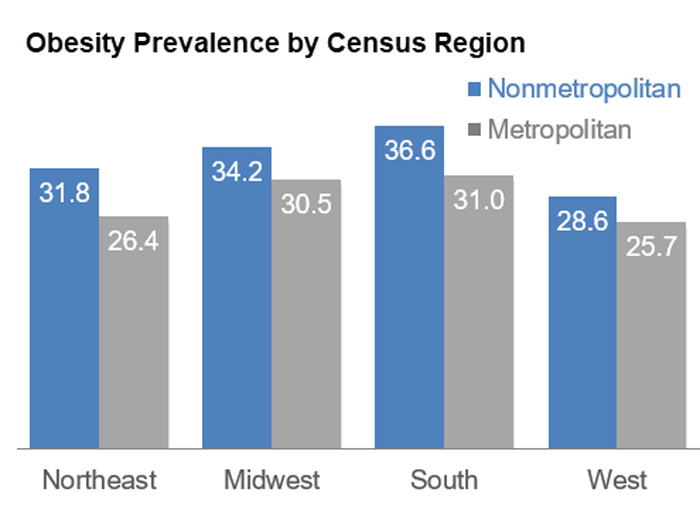 Obesity Prevalence by Census Region
Nonmetropolitan
Metropolitan
31.8
26.4
34.2
30.5
36.6
31.0
28.6
25.7
Northeast
Midwest
South
West